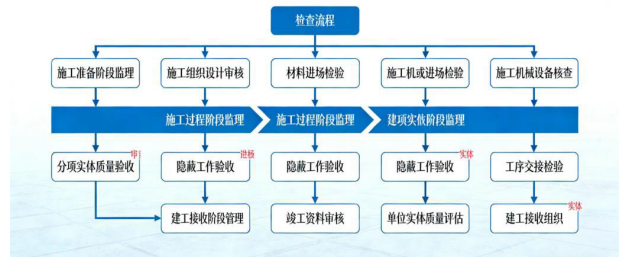 检查流程
施工准备阶段监理
施工组织设计审核
材料进场检验
施工机或进场检验
施工机械设备核查
施工过程阶段监理
施工过程阶段监理
建项实阶段监理
分项实体质量验收
隐蔽工作验收
进场
隐蔽工作验收
隐蔽工作验收
实体
工序交接检验
建工接收阶段管理
竣工资料审核
单位实体质量评估
建工接收组织
实体